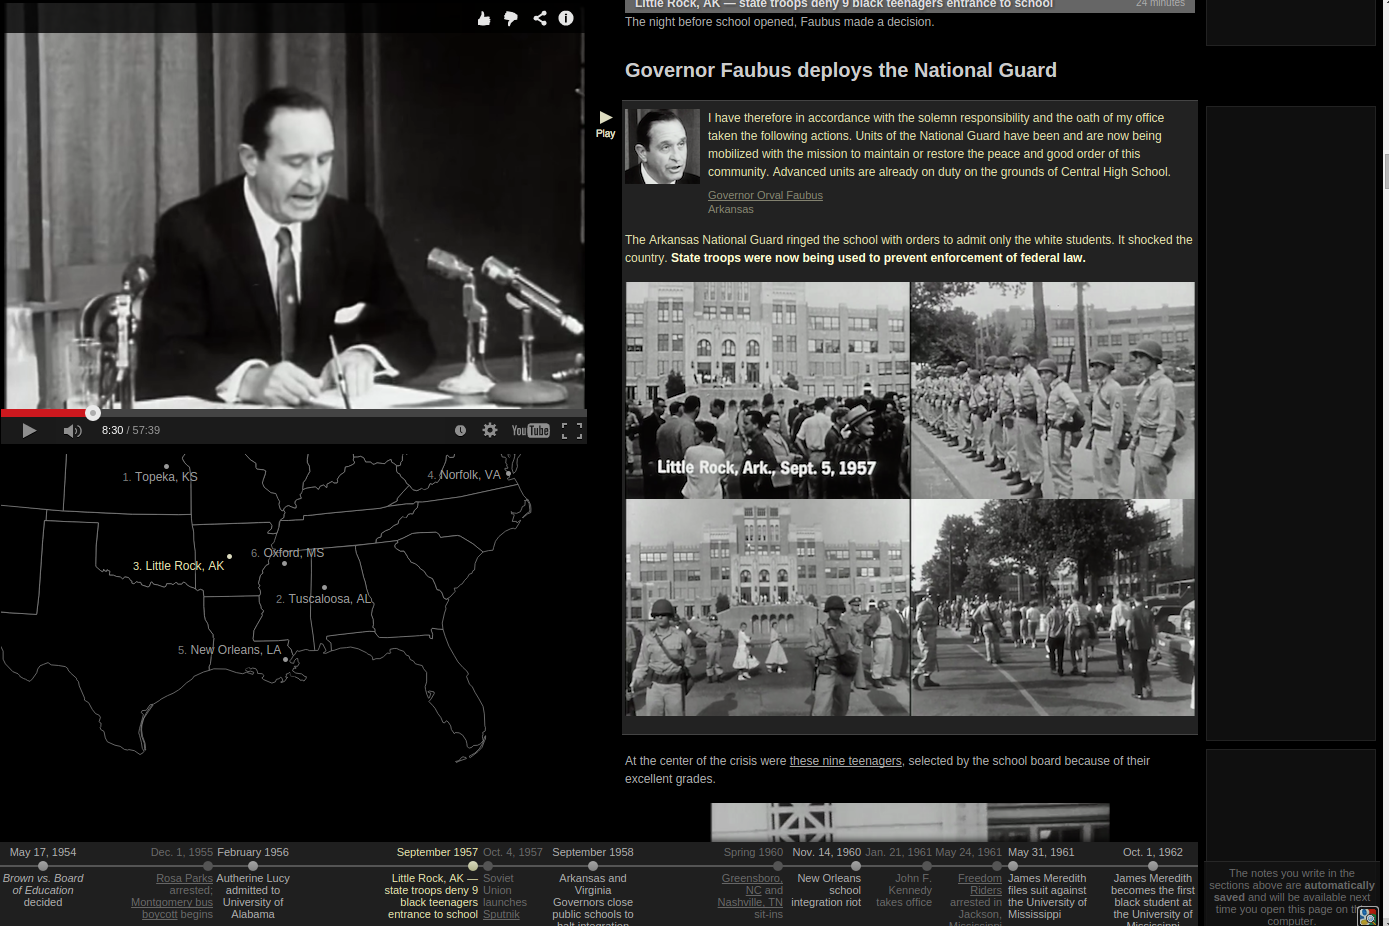 Little Rock, AK — state troops deny 9 black teenagers entrance to school
24 minutes
The night before school opened, Faubus made a decision.
Governor Faubus deploys the National Guard
Play
I have therefore in accordance with the solemn responsibility and the oath of my office
taken the following actions. Units of the National Guard have been and are now being
mobilized with the mission to maintain or restore the peace and good order of this
community. Advanced units are already on duty on the grounds of Central High School.
Governor Orval Faubus
Arkansas
The Arkansas National Guard ringed the school with orders to admit only the white students. It shocked the
country. State troops were now being used to prevent enforcement of federal law.
Little Rock, Ark., Sept. 5, 1957
At the center of the crisis were these nine teenagers, selected by the school board because of their
excellent grades.
8:30 / 57:39
YouTube
1. Topeka, KS
4. Norfolk, VA
6. Oxford, MS
3. Little Rock, AK
2. Tuscaloosa, AL
5. New Orleans, LA
May 17, 1954
Brown vs. Board
of Education
decided
Dec. 1, 1955
Rosa Parks
arrested;
Montgomery bus
boycott begins
February 1956
Autherine Lucy
admitted to
University of
Alabama
September 1957
Little Rock, AK —
state troops deny 9
black teenagers
entrance to school
Oct. 4, 1957
Soviet
Union
launches
Sputnik
September 1958
Arkansas and
Virginia
Governors close
public schools to
halt integration
Spring 1960
Greensboro,
NC and
Nashville, TN
sit-ins
Nov. 14, 1960
New Orleans
school
integration riot
Jan. 21, 1961
John F.
Kennedy
takes office
May 24, 1961
Freedom
Riders
arrested in
Jackson,
Mississippi
May 31, 1961
James Meredith
files suit against
the University of
Mississippi
Oct. 1, 1962
James Meredith
becomes the first
black student at
the University of
Mississippi
The notes you write in the
sections above are automatically
saved and will be available next
time you open this page on this
computer.